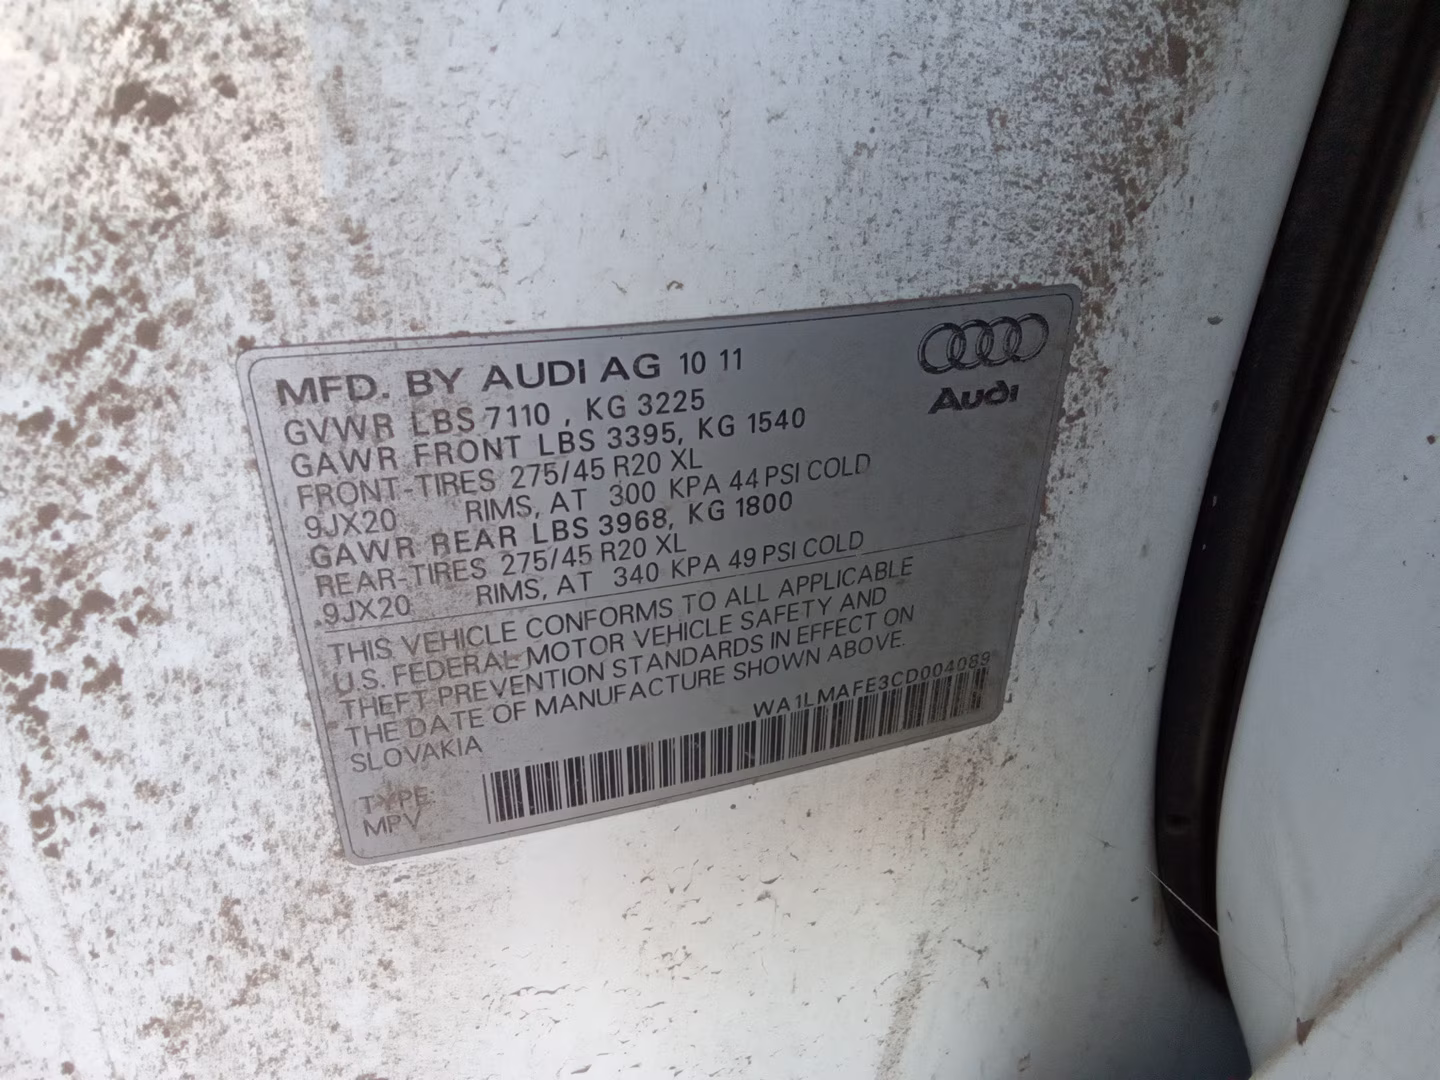 MFD. BY AUDI AG 10 11
Audi
GVWR LBS 7110 , KG 3225
GAWR FRONT LBS 3395, KG 1540
FRONT-TIRES 275/45 R20 XL
9JX20 RIMS, AT 300 KPA 44 PSI COLD
GAWR REAR LBS 3968, KG 1800
REAR-TIRES 275/45 R20 XL
9JX20 RIMS, AT 340 KPA 49 PSI COLD
THIS VEHICLE CONFORMS TO ALL APPLICABLE
U.S. FEDERAL MOTOR VEHICLE SAFETY AND
THEFT PREVENTION STANDARDS IN EFFECT ON
THE DATE OF MANUFACTURE SHOWN ABOVE.
SLOVAKIA WA1LMAFE3CD004089
TYPE:
MPV